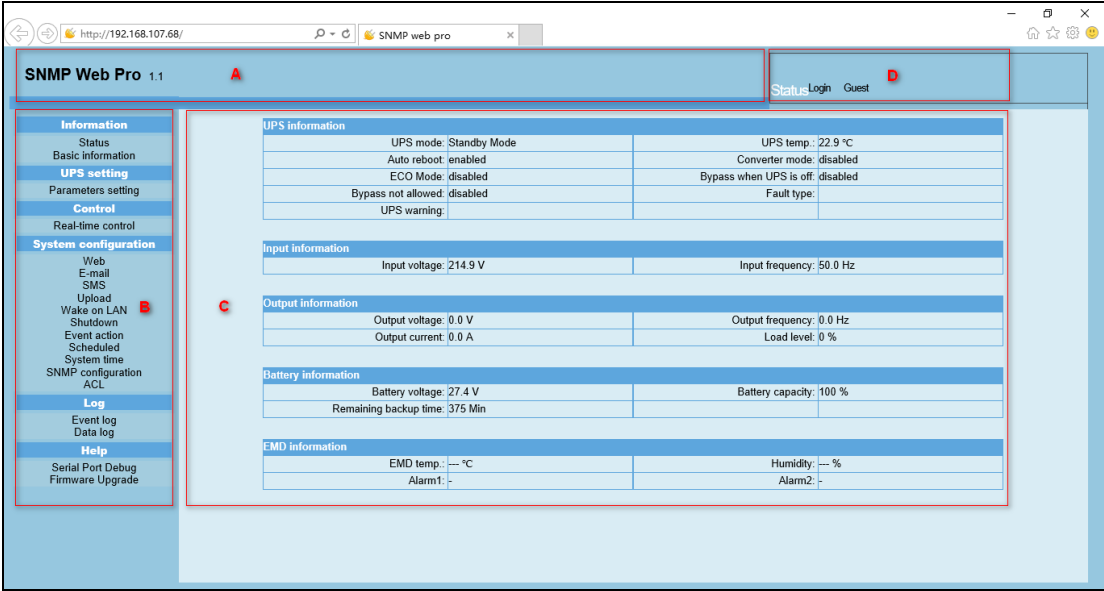 http://192.168.107.68/
SNMP web pro
SNMP Web Pro 1.1
A
D
Status Login Guest
Information
Status
Basic information
UPS setting
Parameters setting
Control
Real-time control
System configuration
Web
E-mail
SMS
Upload
Wake on LAN
B
Shutdown
Event action
Scheduled
System time
SNMP configuration
ACL
Log
Event log
Data log
Help
Serial Port Debug
Firmware Upgrade
C
UPS information
UPS mode: Standby Mode UPS temp.: 22.9 °C
Auto reboot: enabled Converter mode: disabled
ECO Mode: disabled Bypass when UPS is off: disabled
Bypass not allowed: disabled Fault type:
UPS warning:
Input information
Input voltage: 214.9 V Input frequency: 50.0 Hz
Output information
Output voltage: 0.0 V Output frequency: 0.0 Hz
Output current: 0.0 A Load level: 0 %
Battery information
Battery voltage: 27.4 V Battery capacity: 100 %
Remaining backup time: 375 Min
EMD information
EMD temp.: --- °C Humidity: --- %
Alarm1: - Alarm2: -